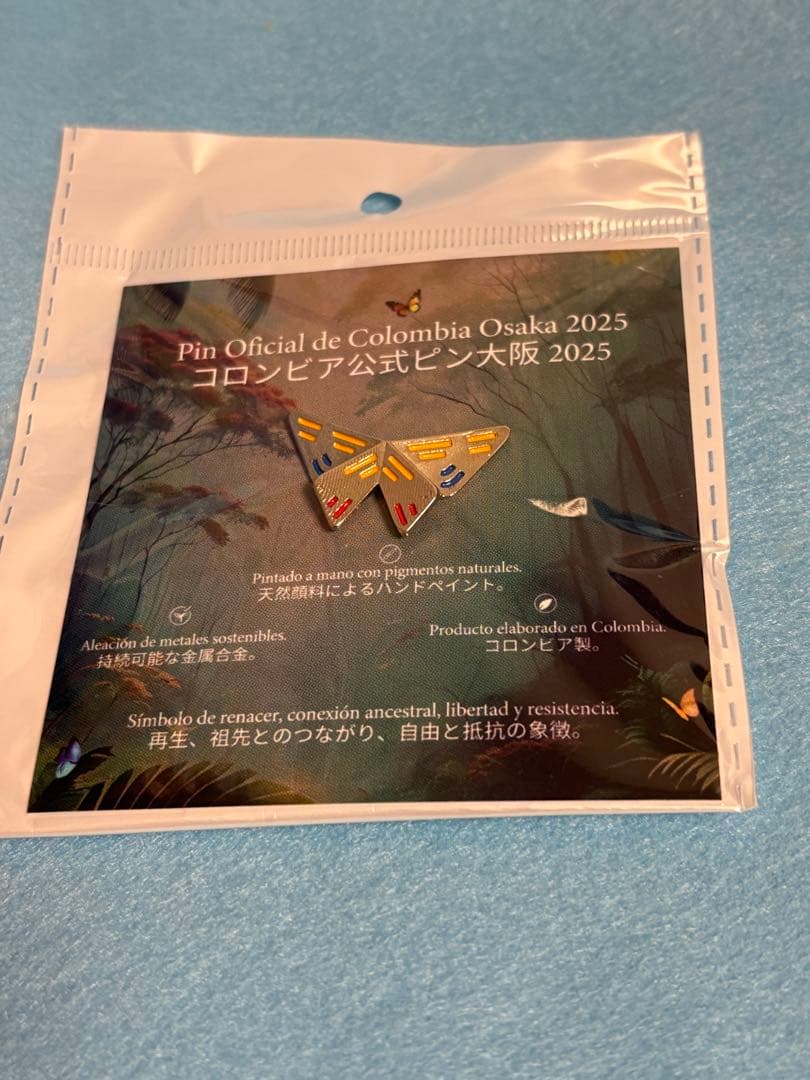 Pin Oficial de Colombia Osaka 2025
コロンビア公式ピン大阪 2025
Pintado a mano con pigmentos naturales.
天然顔料によるハンドペイント。
Aleación de metales sostenibles.
持続可能な金属合金。
Producto elaborado en Colombia.
コロンビア製。
Símbolo de renacer, conexión ancestral, libertad y resistencia.
再生、祖先とのつながり、自由と抵抗の象徴。